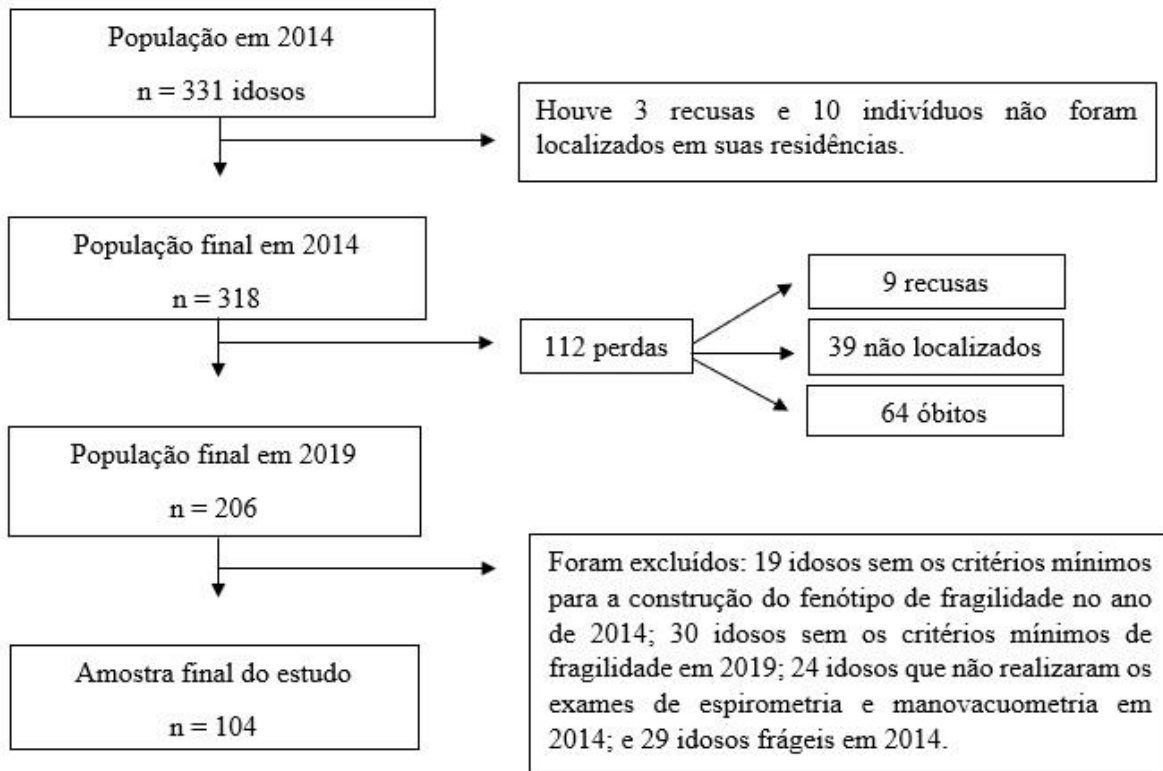 População em 2014
n = 331 idosos
Houve 3 recusas e 10 indivíduos não foram
localizados em suas residências.
População final em 2014
n = 318
112 perdas
9 recusas
39 não localizados
64 óbitos
População final em 2019
n = 206
Foram excluídos: 19 idosos sem os critérios mínimos
para a construção do fenótipo de fragilidade no ano
de 2014; 30 idosos sem os critérios mínimos de
fragilidade em 2019; 24 idosos que não realizaram os
exames de espirometria e manovacuometria em
2014; e 29 idosos frágeis em 2014.
Amostra final do estudo
n = 104